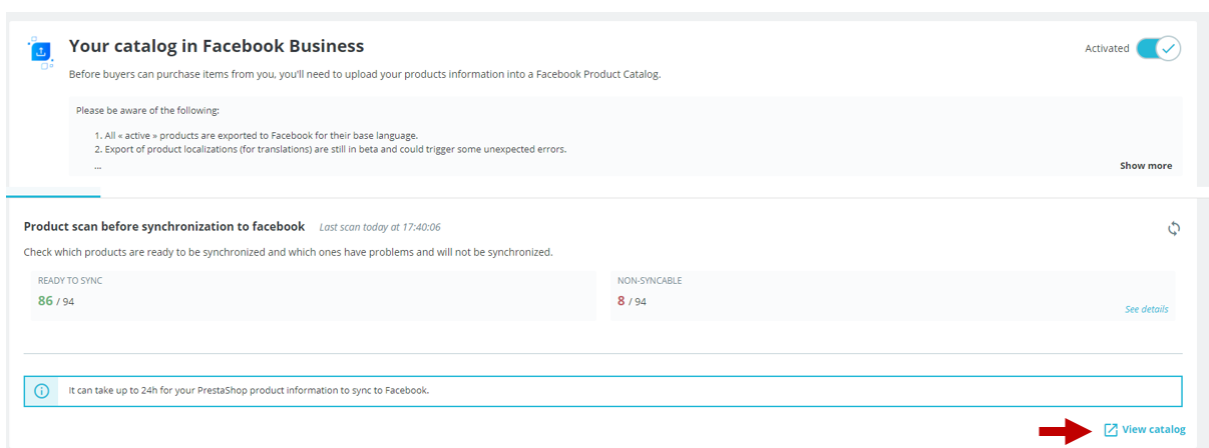 Your catalog in Facebook Business
Activated
Before buyers can purchase items from you, you'll need to upload your products information into a Facebook Product Catalog.
Please be aware of the following:
1. All « active » products are exported to Facebook for their base language.
2. Export of product localizations (for translations) are still in beta and could trigger some unexpected errors.
...
Show more
Product scan before synchronization to facebook Last scan today at 17:40:06
Check which products are ready to be synchronized and which ones have problems and will not be synchronized.
READY TO SYNC
86 / 94
NON-SYNCABLE
8 / 94
See details
It can take up to 24h for your PrestaShop product information to sync to Facebook.
View catalog